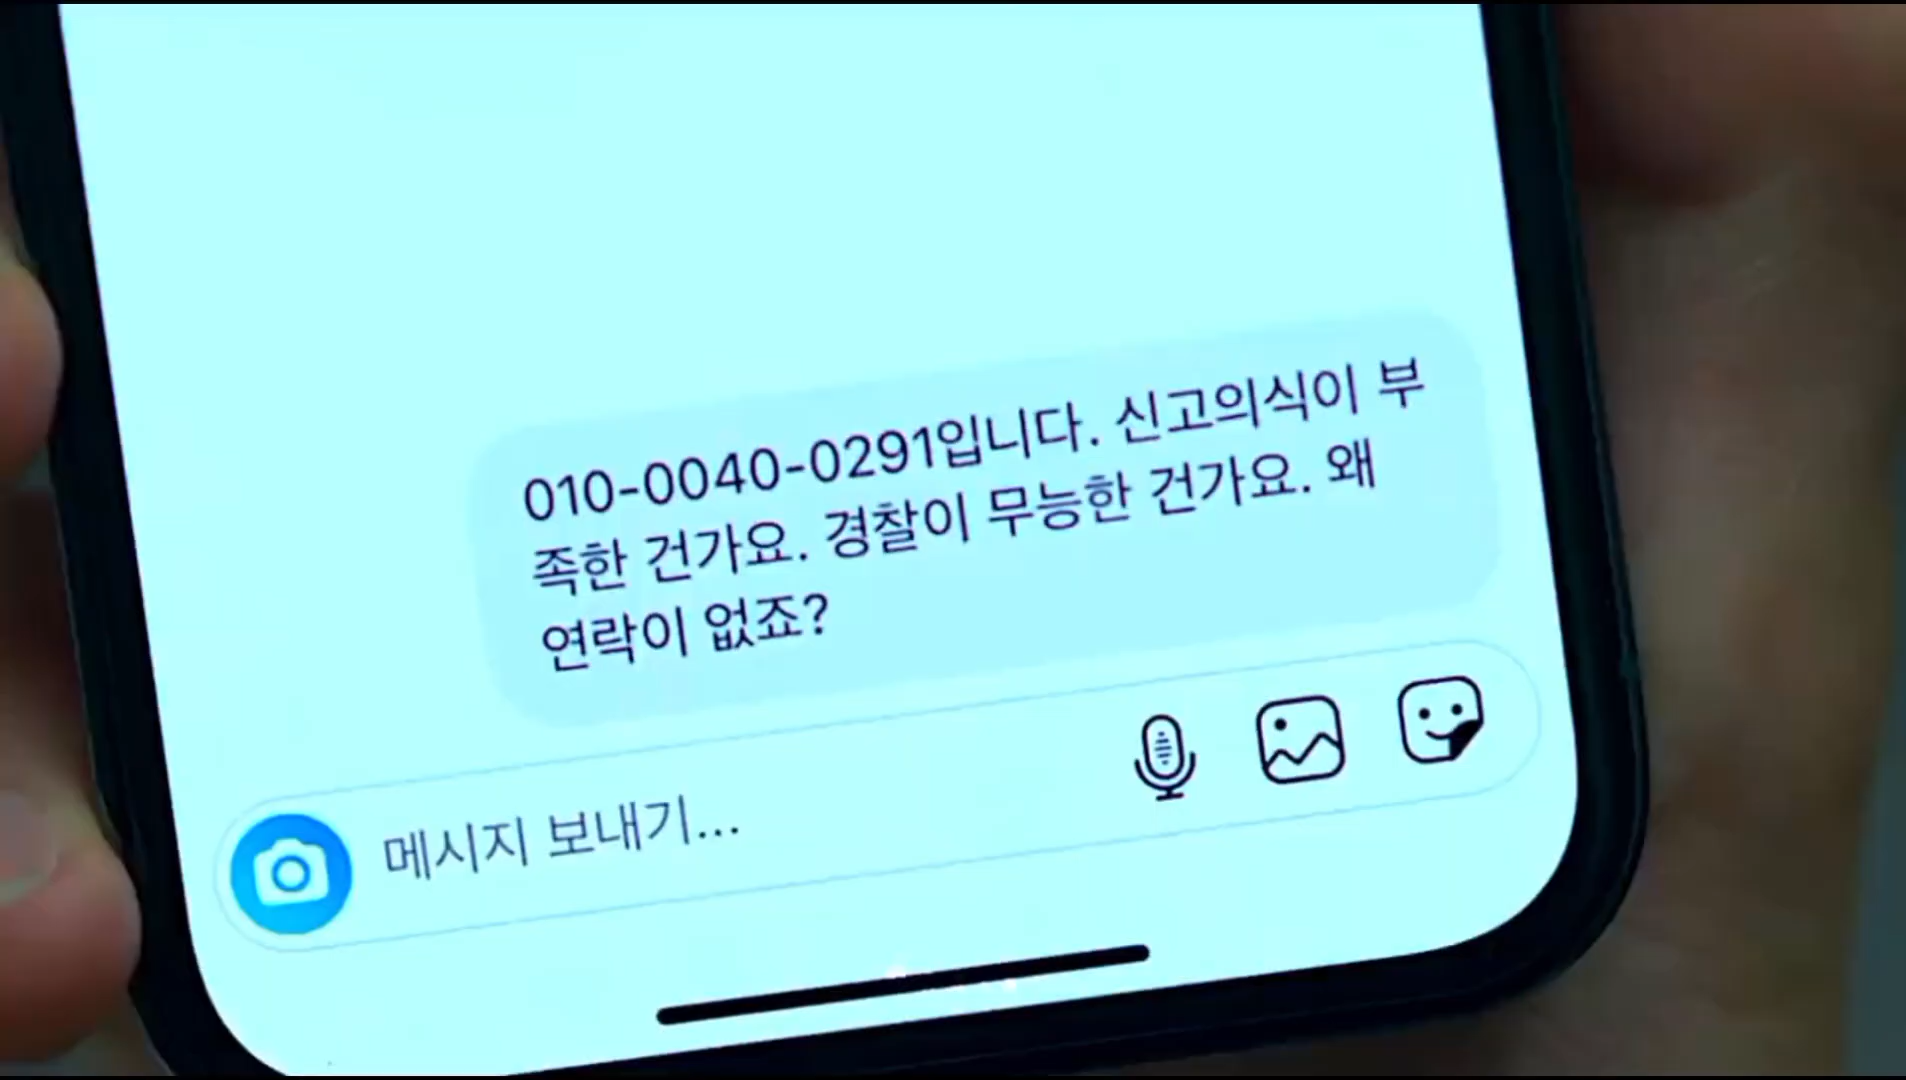 010-0040-0291입니다. 신고의식이 부
족한 건가요. 경찰이 무능한 건가요. 왜
연락이 없죠?
메시지 보내기...